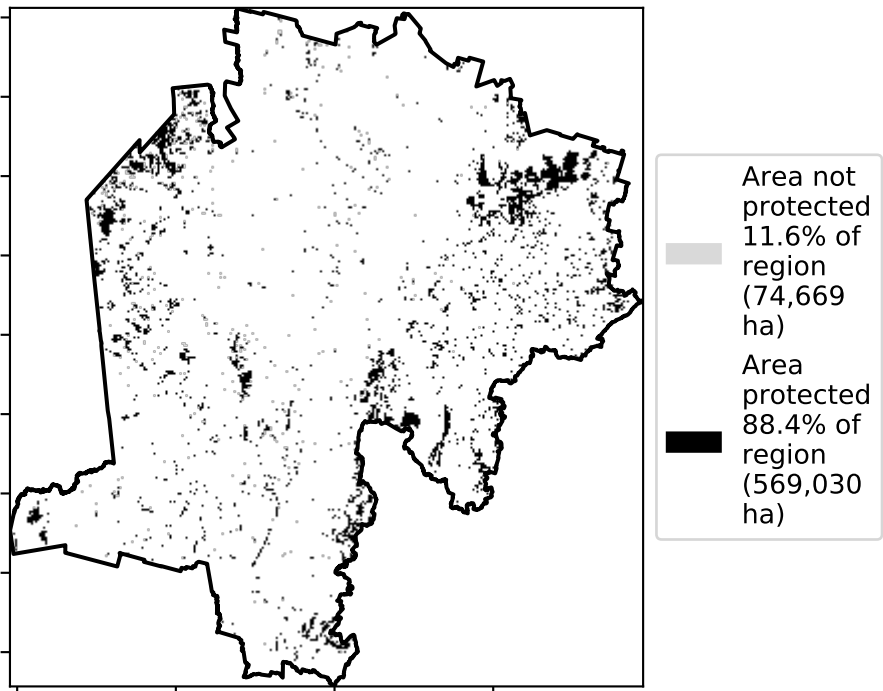 Area not
protected
11.6% of
region
(74,669
ha)
Area
protected
88.4% of
region
(569,030
ha)